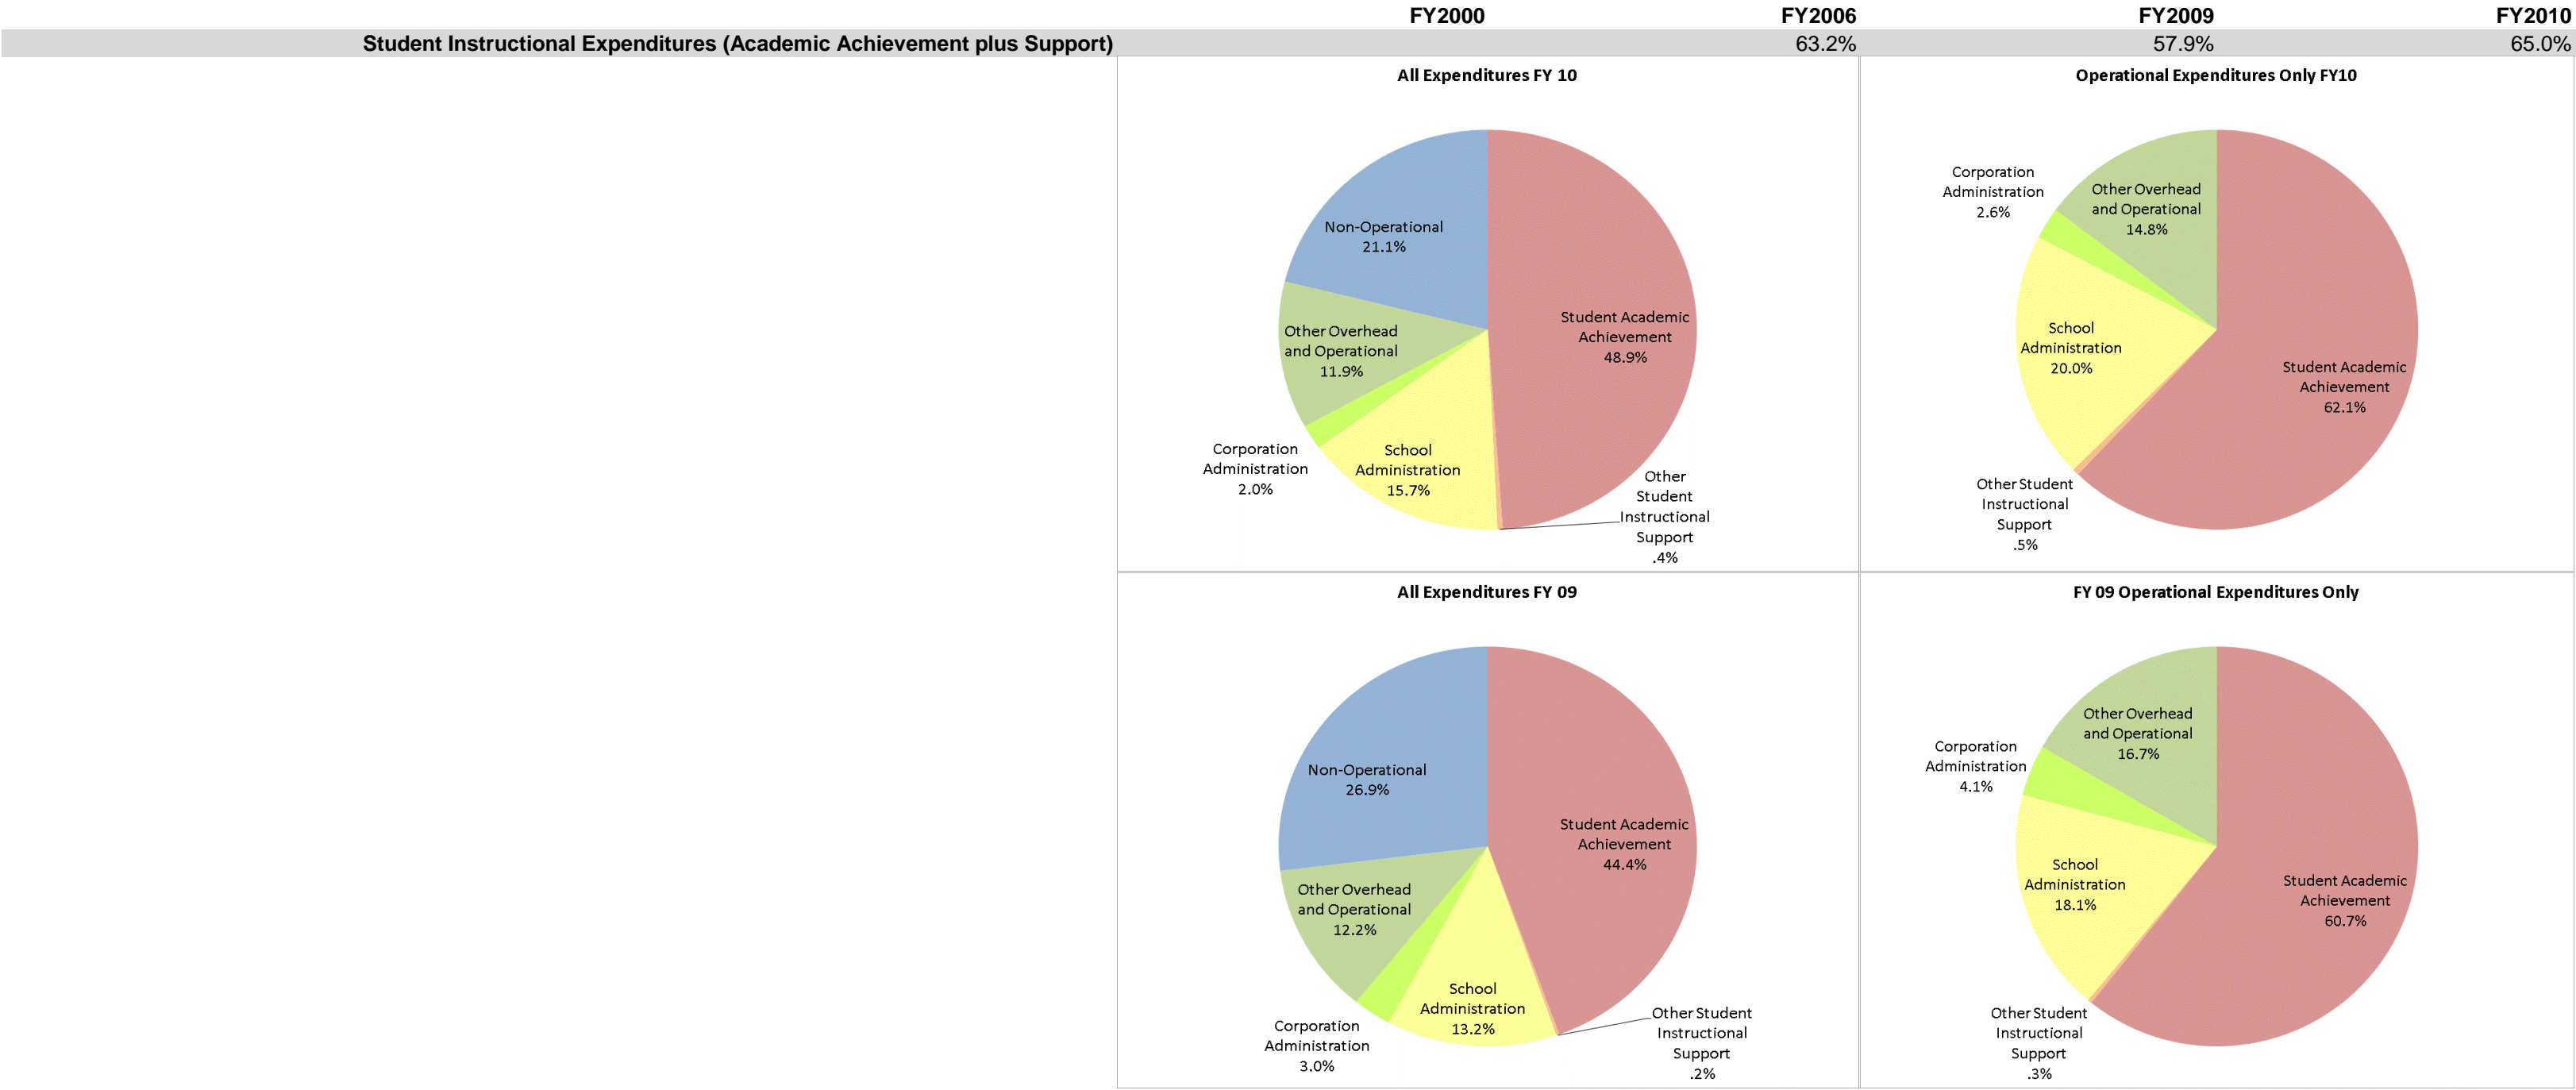 FY2000 FY2006 FY2009 FY2010
Student Instructional Expenditures (Academic Achievement plus Support) 63.2% 57.9% 65.0%
All Expenditures FY 10
Non-Operational
21.1%
Student Academic
Achievement
48.9%
Other Overhead
and Operational
11.9%
Corporation
Administration
2.0%
School
Administration
15.7%
Other
Student
Instructional
Support
.4%
Operational Expenditures Only FY10
Corporation
Administration
2.6%
Other Overhead
and Operational
14.8%
School
Administration
20.0%
Student Academic
Achievement
62.1%
Other Student
Instructional
Support
.5%
All Expenditures FY 09
Non-Operational
26.9%
Student Academic
Achievement
44.4%
Other Overhead
and Operational
12.2%
School
Administration
13.2%
Corporation
Administration
3.0%
Other Student
Instructional
Support
.2%
FY 09 Operational Expenditures Only
Other Overhead
and Operational
16.7%
Corporation
Administration
4.1%
School
Administration
18.1%
Student Academic
Achievement
60.7%
Other Student
Instructional
Support
.3%